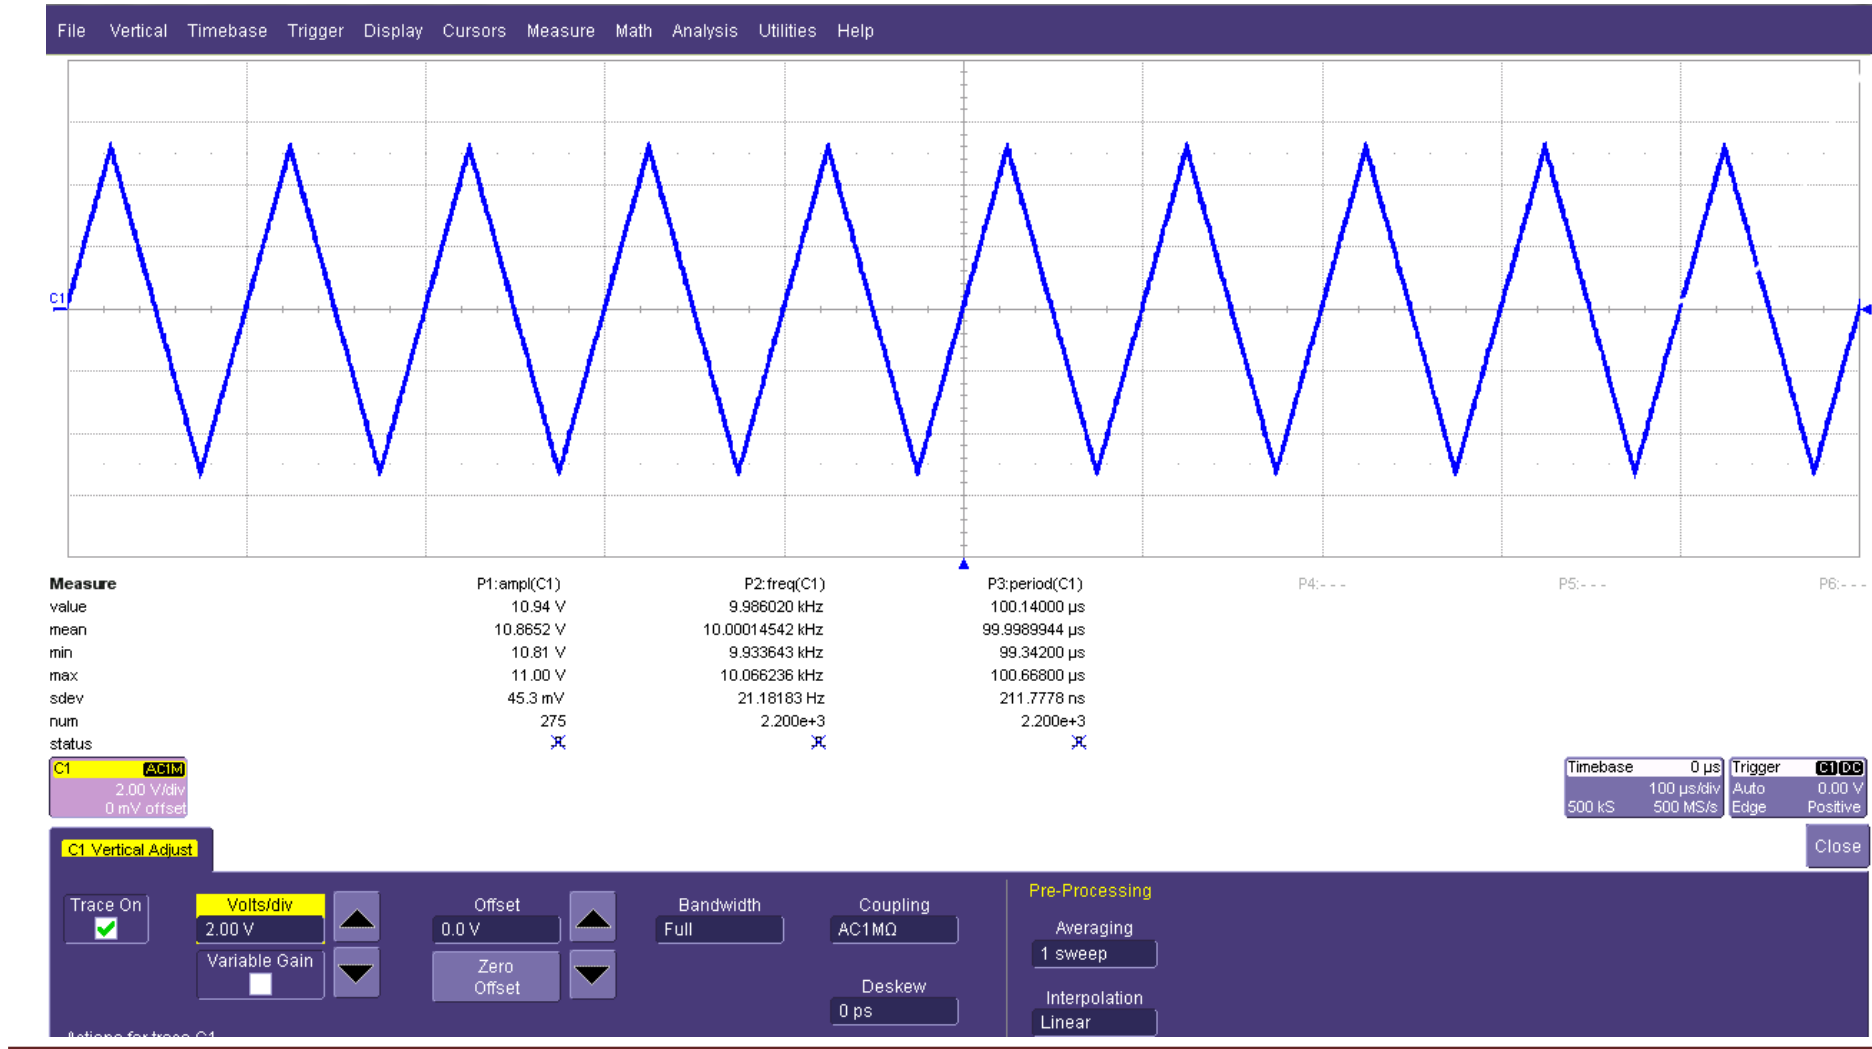 File Vertical Timebase Trigger Display Cursors Measure Math Analysis Utilities Help
C1
Measure P1:ampl(C1) P2:freq(C1) P3:period(C1) P4:- - - P5:- - - P6:- - -
value 10.94 V 9.986020 kHz 100.14000 µs
mean 10.8652 V 10.00014542 kHz 99.9989944 µs
min 10.81 V 9.933643 kHz 99.34200 µs
max 11.00 V 10.066236 kHz 100.66800 µs
sdev 45.3 mV 21.18183 Hz 211.7778 ns
num 275 2.200e+3 2.200e+3
status
C1 AC1M
2.00 V/div
0 mV offset
Timebase 0 µs
100 µs/div
500 kS 500 MS/s
Trigger C1 DC
Auto 0.00 V
Edge Positive
C1 Vertical Adjust
Close
Trace On
Volts/div
2.00 V
Variable Gain
Offset
0.0 V
Zero
Offset
Bandwidth
Full
Coupling
AC1MΩ
Deskew
0 ps
Pre-Processing
Averaging
1 sweep
Interpolation
Linear
Actions for trace C1